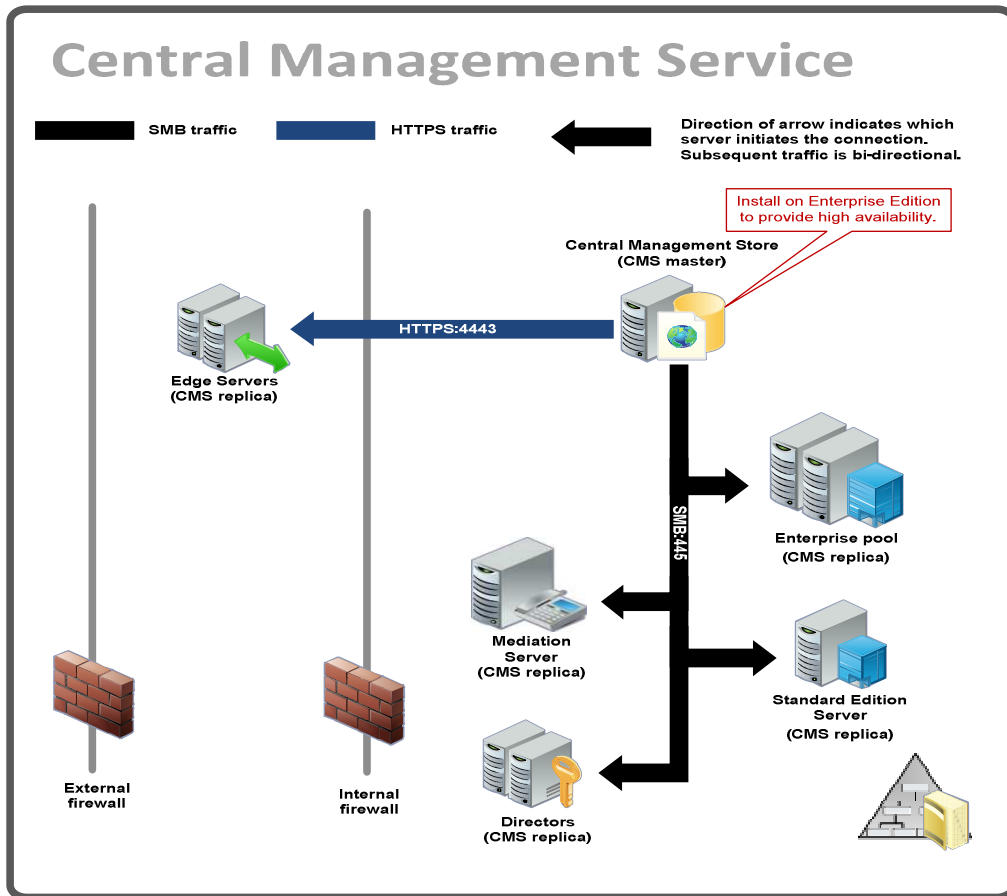 Central Management Service
SMB traffic
HTTPS traffic
Direction of arrow indicates which
server initiates the connection.
Subsequent traffic is bi-directional.
Install on Enterprise Edition
to provide high availability.
Central Management Store
(CMS master)
HTTPS:4443
Edge Servers
(CMS replica)
SMB:445
Enterprise pool
(CMS replica)
Mediation
Server
(CMS replica)
Standard Edition
Server
(CMS replica)
External
firewall
Internal
firewall
Directors
(CMS replica)